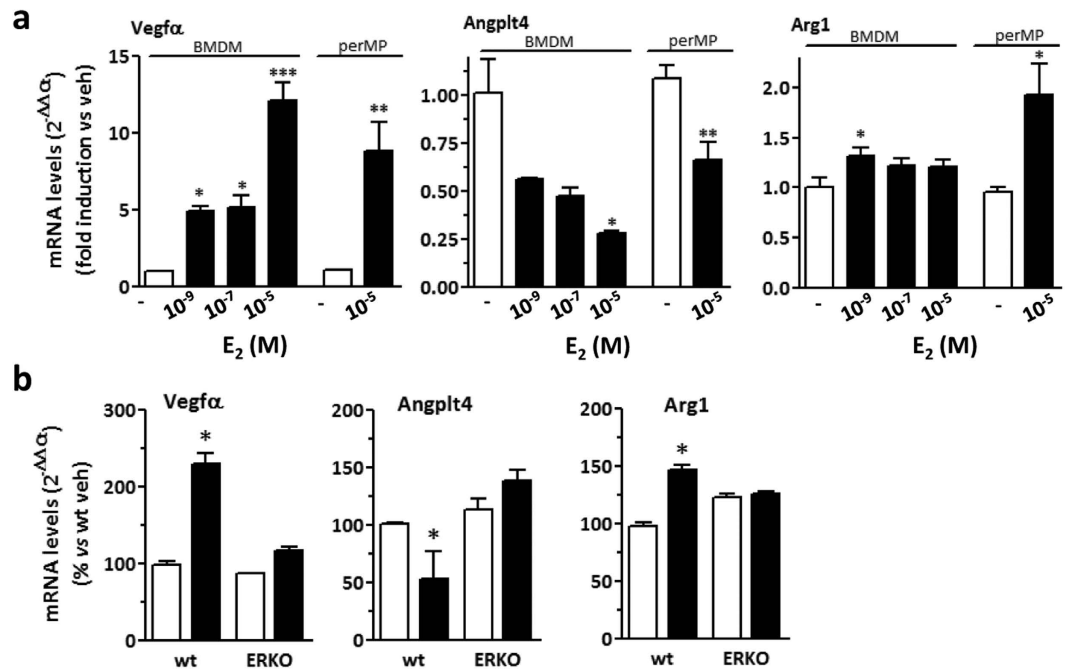 a
Vegfα
BMDM perMP
mRNA levels (2^-ΔΔα)
(fold induction vs veh)
15
10
5
0
*
*
***
**
- 10^-9 10^-7 10^-5 - 10^-5
E₂ (M)
Angplt4
BMDM perMP
1.00
0.75
0.50
0.25
0.00
*
**
- 10^-9 10^-7 10^-5 - 10^-5
E₂ (M)
Arg1
BMDM perMP
2.0
1.5
1.0
0.5
0.0
*
*
- 10^-9 10^-7 10^-5 - 10^-5
E₂ (M)
b
Vegfα
mRNA levels (2^-ΔΔα)
(% vs wt veh)
300
200
100
0
*
wt ERKO
Angplt4
200
150
100
50
0
*
wt ERKO
Arg1
200
150
100
50
0
*
wt ERKO